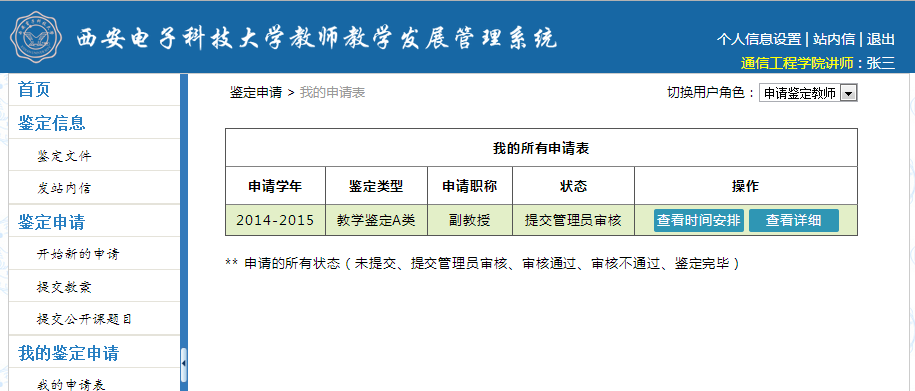 西安电子科技大学教师教学发展管理系统
个人信息设置 | 站内信 | 退出
通信工程学院讲师：张三
首页
鉴定信息
鉴定文件
发站内信
鉴定申请
开始新的申请
提交教案
提交公开课题目
我的鉴定申请
我的申请表
鉴定申请 > 我的申请表
切换用户角色： 申请鉴定教师
我的所有申请表
申请学年 鉴定类型 申请职称 状态 操作
2014-2015 教学鉴定A类 副教授 提交管理员审核 查看时间安排 查看详细
** 申请的所有状态（未提交、提交管理员审核、审核通过、审核不通过、鉴定完毕）